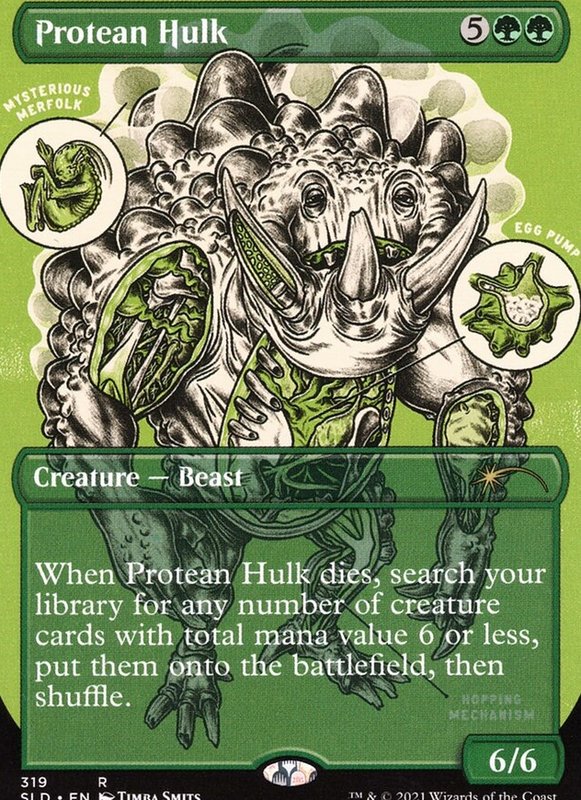 Protean Hulk 5
MYSTERIOUS
MERFOLK
EGG PUMP
Creature — Beast
When Protean Hulk dies, search your
library for any number of creature
cards with total mana value 6 or less,
put them onto the battlefield, then
shuffle.
HOPPING
MECHANISM
6/6
319 R
SLD • EN Timba Smits
™ & © 2021 Wizards of the Coast